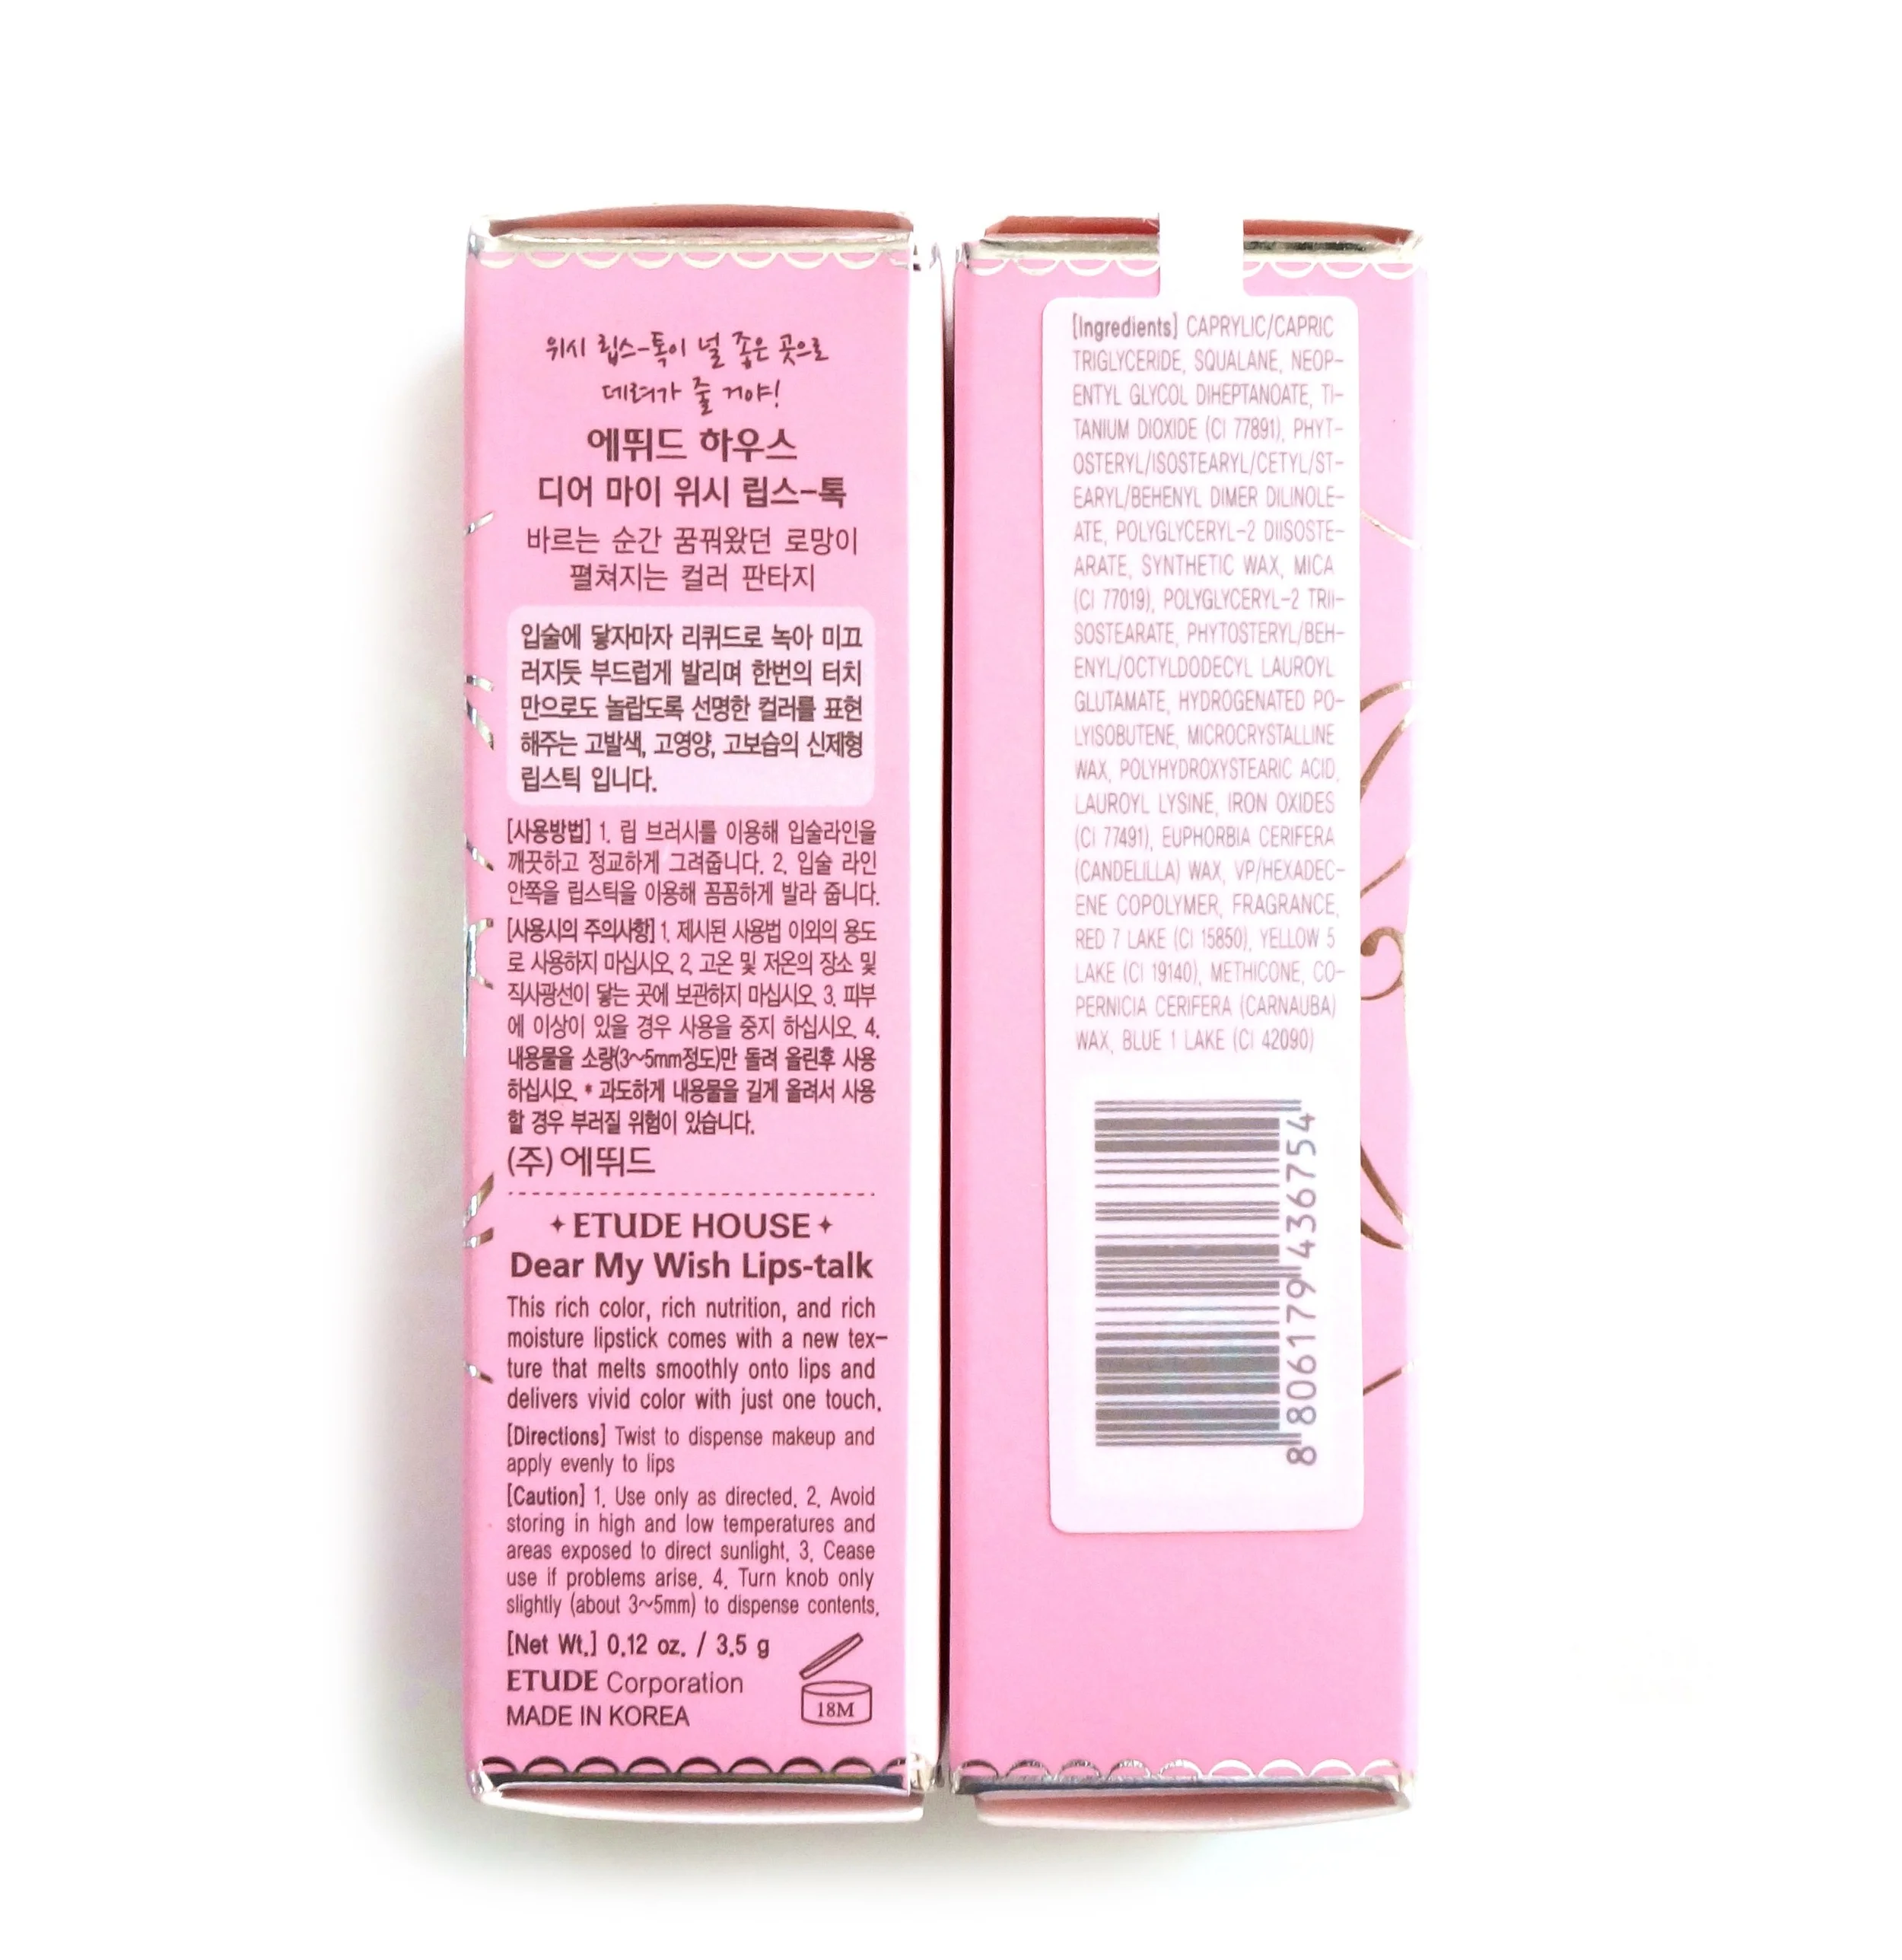 위시 립스-톡이 널 좋은 곳으로
데려가 줄 거야!
에뛰드 하우스
디어 마이 위시 립스-톡
바르는 순간 꿈꿔왔던 로망이
펼쳐지는 컬러 판타지
입술에 닿자마자 리퀴드로 녹아 미끄
러지듯 부드럽게 발리며 한번의 터치
만으로도 놀랍도록 선명한 컬러를 표현
해주는 고발색, 고영양, 고보습의 신제형
립스틱 입니다.
[사용방법] 1. 립 브러시를 이용해 입술라인을
깨끗하고 정교하게 그려줍니다. 2. 입술 라인
안쪽을 립스틱을 이용해 꼼꼼하게 발라 줍니다.
[사용시의 주의사항] 1. 제시된 사용법 이외의 용도
로 사용하지 마십시오. 2. 고온 및 저온의 장소 및
직사광선이 닿는 곳에 보관하지 마십시오. 3. 피부
에 이상이 있을 경우 사용을 중지 하십시오. 4.
내용물을 소량(3~5mm정도)만 돌려 올린후 사용
하십시오. * 과도하게 내용물을 길게 올려서 사용
할 경우 부러질 위험이 있습니다.
(주) 에뛰드
ETUDE HOUSE
Dear My Wish Lips-talk
This rich color, rich nutrition, and rich
moisture lipstick comes with a new tex-
ture that melts smoothly onto lips and
delivers vivid color with just one touch.
[Directions] Twist to dispense makeup and
apply evenly to lips
[Caution] 1. Use only as directed. 2. Avoid
storing in high and low temperatures and
areas exposed to direct sunlight. 3. Cease
use if problems arise. 4. Turn knob only
slightly (about 3~5mm) to dispense contents.
[Net Wt.] 0.12 oz. / 3.5 g
ETUDE Corporation
MADE IN KOREA
18M
[Ingredients] CAPRYLIC/CAPRIC
TRIGLYCERIDE, SQUALANE, NEOP-
ENTYL GLYCOL DIHEPTANOATE, TI-
TANIUM DIOXIDE (CI 77891), PHYT-
OSTERYL/ISOSTEARYL/CETYL/ST-
EARYL/BEHENYL DIMER DILINOLE-
ATE, POLYGLYCERYL-2 DIISOSTE-
ARATE, SYNTHETIC WAX, MICA
(CI 77019), POLYGLYCERYL-2 TRII-
SOSTEARATE, PHYTOSTERYL/BEH-
ENYL/OCTYLDODECYL LAUROYL
GLUTAMATE, HYDROGENATED PO-
LYISOBUTENE, MICROCRYSTALLINE
WAX, POLYHYDROXYSTEARIC ACID,
LAUROYL LYSINE, IRON OXIDES
(CI 77491), EUPHORBIA CERIFERA
(CANDELILLA) WAX, VP/HEXADEC-
ENE COPOLYMER, FRAGRANCE,
RED 7 LAKE (CI 15850), YELLOW 5
LAKE (CI 19140), METHICONE, CO-
PERNICIA CERIFERA (CARNAUBA)
WAX, BLUE 1 LAKE (CI 42090)
8 806179 436754